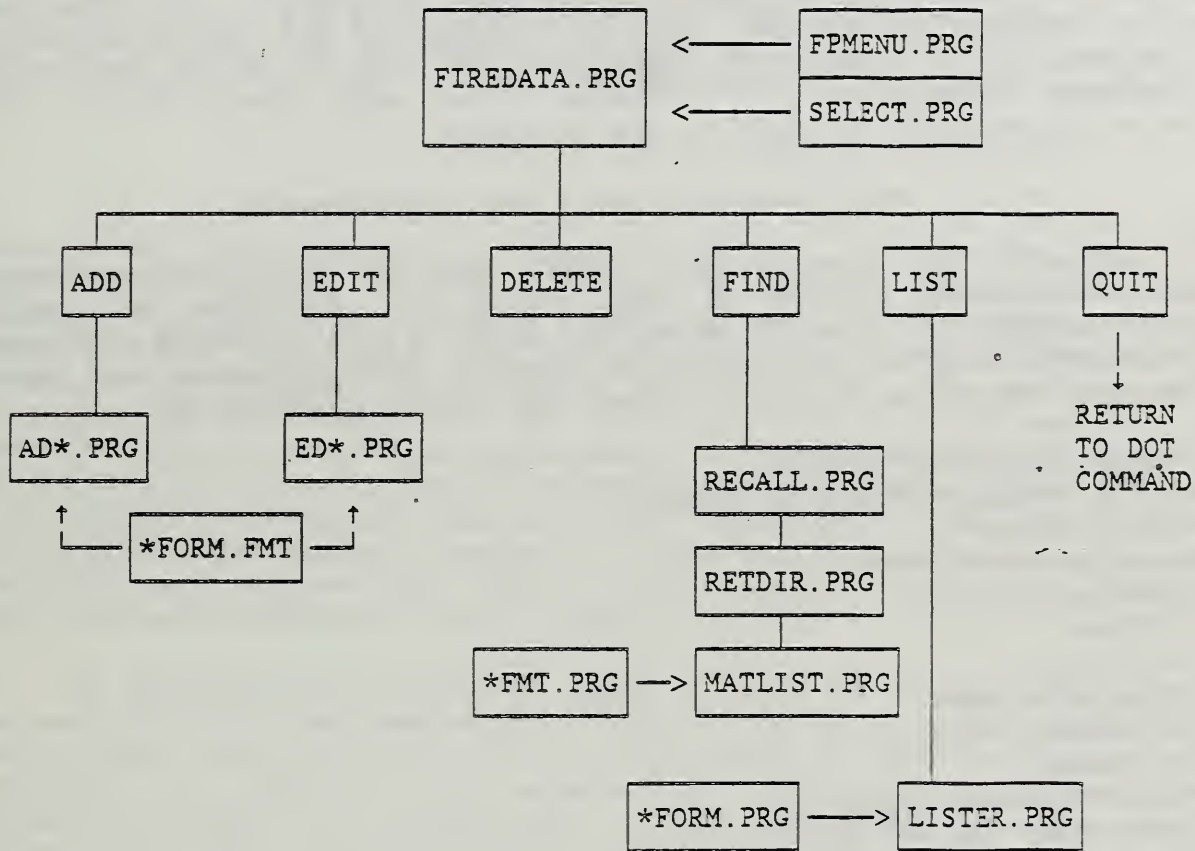 FIREDATA.PRG
FPMENU.PRG
SELECT.PRG
ADD
EDIT
DELETE
FIND
LIST
QUIT
RETURN
TO DOT
COMMAND
AD*.PRG
ED*.PRG
*FORM.FMT
RECALL.PRG
RETDIR.PRG
*FMT.PRG
MATLIST.PRG
*FORM.PRG
LISTER.PRG